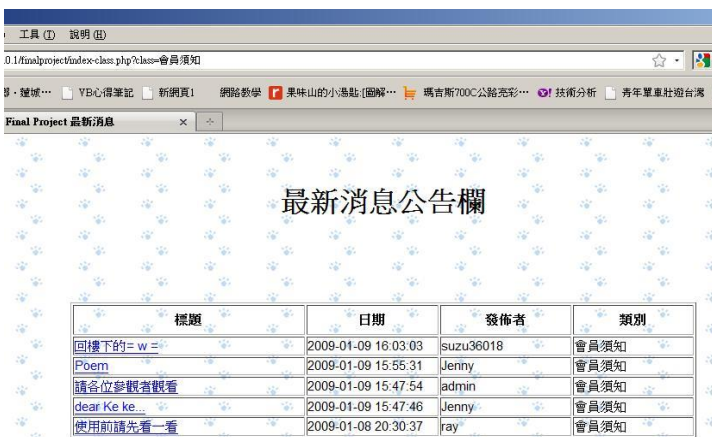 工具(T) 說明(H)
.0.1/finalproject/index-class.php?class=會員須知
VB心得筆記 新網頁1 網路教學 果味山的小湯匙:[圖解… 瑪吉斯700C公路亮彩… 技術分析 青年單車壯遊台灣
Final Project 最新消息
最新消息公告欄
標題 日期 發佈者 類別
回樓下的= w = 2009-01-09 16:03:03 suzu36018 會員須知
Poem 2009-01-09 15:55:31 Jenny 會員須知
請各位參觀者觀看 2009-01-09 15:47:54 admin 會員須知
dear Ke ke... 2009-01-09 15:47:46 Jenny 會員須知
使用前請先看一看 2009-01-08 20:30:37 ray 會員須知